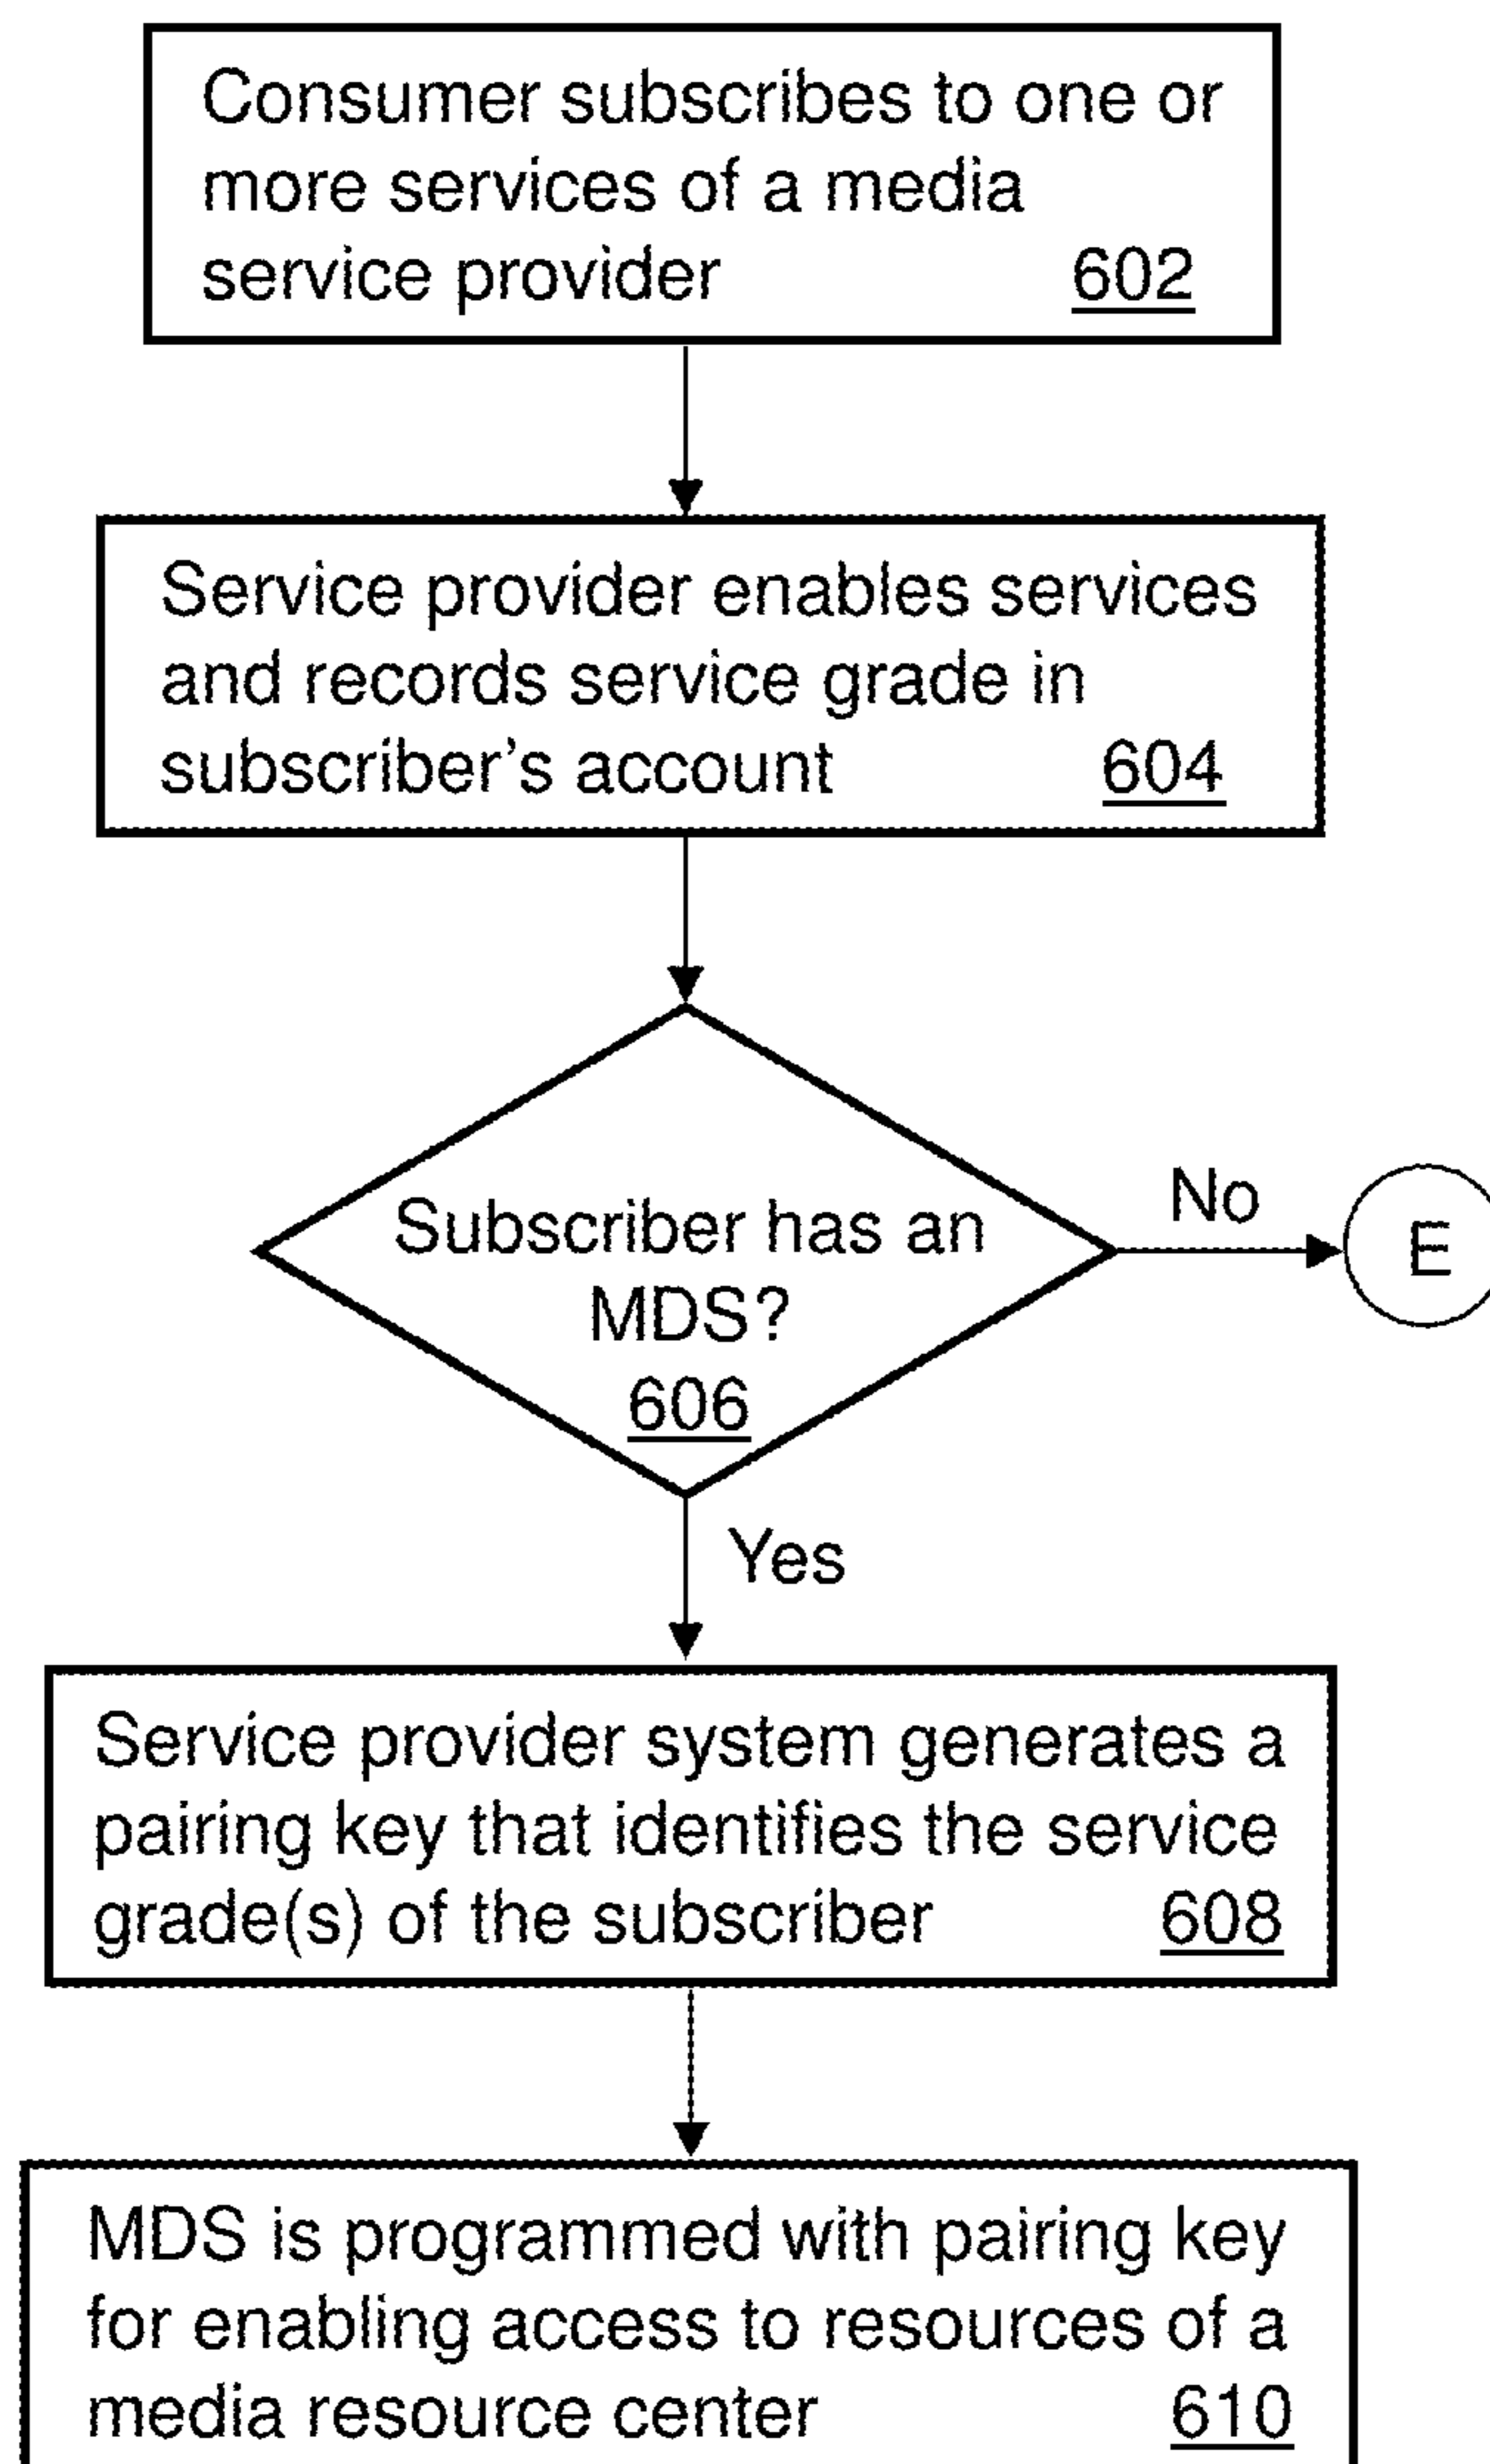 Consumer subscribes to one or
more services of a media
service provider 602
Service provider enables services
and records service grade in
subscriber's account 604
Subscriber has an
MDS?
606
No
E
Yes
Service provider system generates a
pairing key that identifies the service
grade(s) of the subscriber 608
MDS is programmed with pairing key
for enabling access to resources of a
media resource center 610